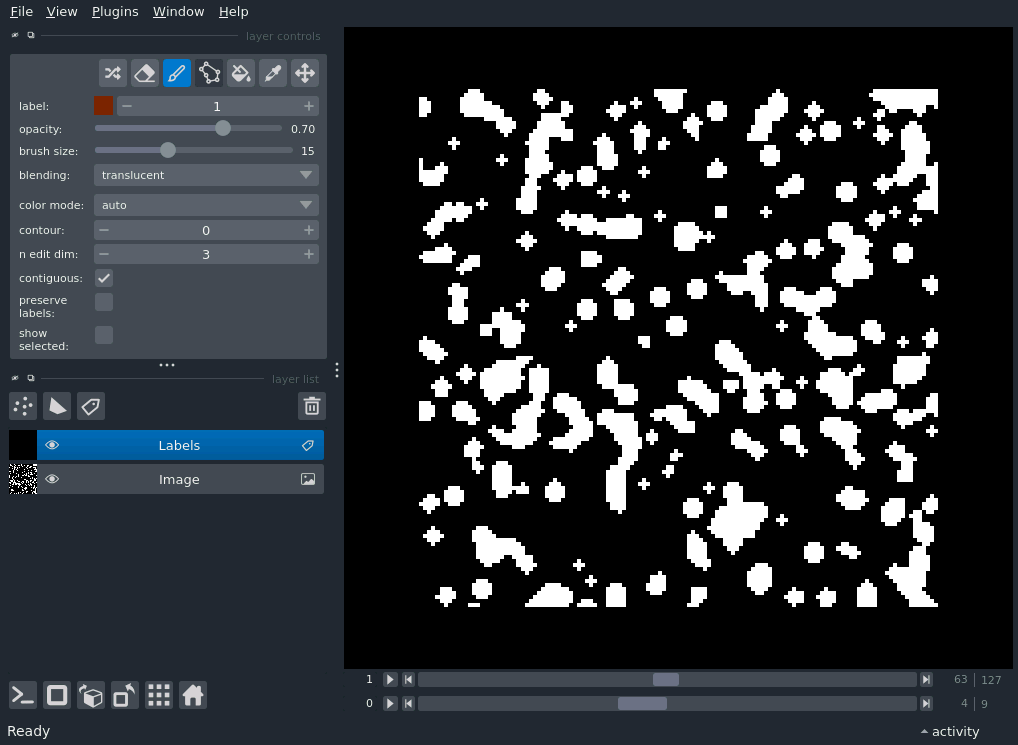 File View Plugins Window Help
layer controls
label: 1
opacity: 0.70
brush size: 15
blending: translucent
color mode: auto
contour: 0
n edit dim: 3
contiguous:
preserve
labels:
show
selected:
layer list
Labels
Image
1 63 127
0 4 9
Ready activity